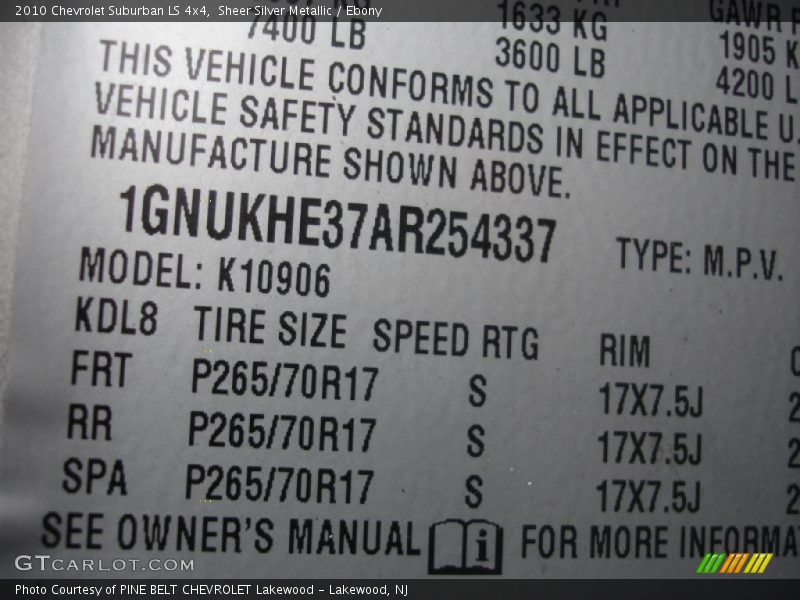 2010 Chevrolet Suburban LS 4x4, Sheer Silver Metallic / Ebony
7400 LB 1633 KG GAWR
3600 LB 1905
4200
THIS VEHICLE CONFORMS TO ALL APPLICABLE U.
VEHICLE SAFETY STANDARDS IN EFFECT ON THE
MANUFACTURE SHOWN ABOVE.
1GNUKHE37AR254337 TYPE: M.P.V.
MODEL: K10906
KDL8 TIRE SIZE SPEED RTG RIM
FRT P265/70R17 S 17X7.5J
RR P265/70R17 S 17X7.5J
SPA P265/70R17 S 17X7.5J
SEE OWNER'S MANUAL i FOR MORE INFORMA
GTCARLOT.COM
Photo Courtesy of PINE BELT CHEVROLET Lakewood - Lakewood, NJ